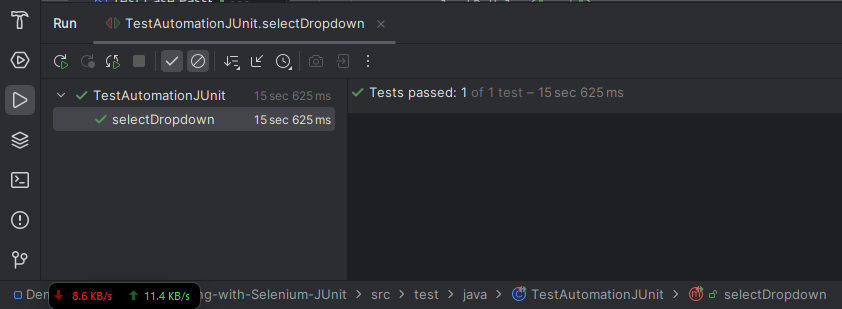 Run TestAutomationJUnit.selectDropdown
TestAutomationJUnit 15 sec 625 ms
Tests passed: 1 of 1 test – 15 sec 625 ms
selectDropdown 15 sec 625 ms
8.6 KB/s 11.4 KB/s
ng-with-Selenium-JUnit > src > test > java > TestAutomationJUnit > selectDropdown